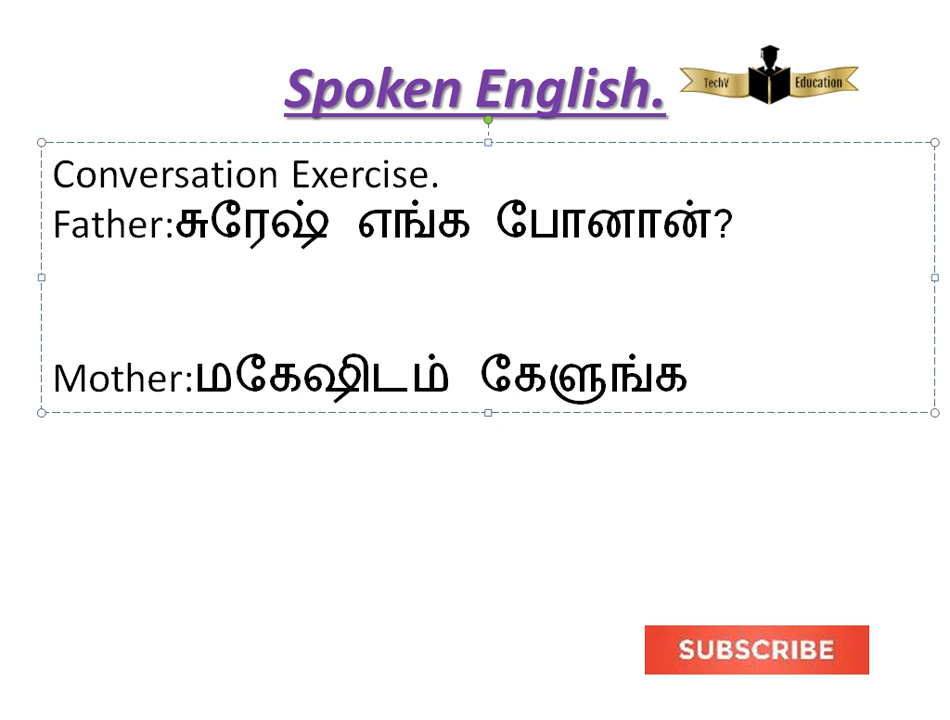 Spoken English.
TechV Education
Conversation Exercise.
Father:சுரேஷ் எங்க போனான்?
Mother:மகேஷிடம் கேளுங்க
SUBSCRIBE